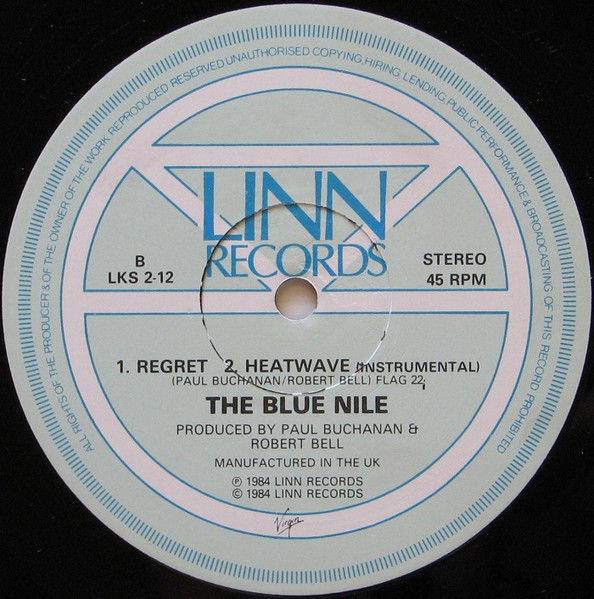 ALL RIGHTS OF THE PRODUCER & OF THE OWNER OF THE WORK REPRODUCED RESERVED. UNAUTHORISED COPYING, HIRING, LENDING, PUBLIC PERFORMANCE & BROADCASTING OF THIS RECORD PROHIBITED
LINN
RECORDS
B
LKS 2-12
STEREO
45 RPM
1. REGRET 2. HEATWAVE (INSTRUMENTAL)
(PAUL BUCHANAN/ROBERT BELL) FLAG 22;
THE BLUE NILE
PRODUCED BY PAUL BUCHANAN &
ROBERT BELL
MANUFACTURED IN THE UK
℗ 1984 LINN RECORDS
© 1984 LINN RECORDS
Virgin